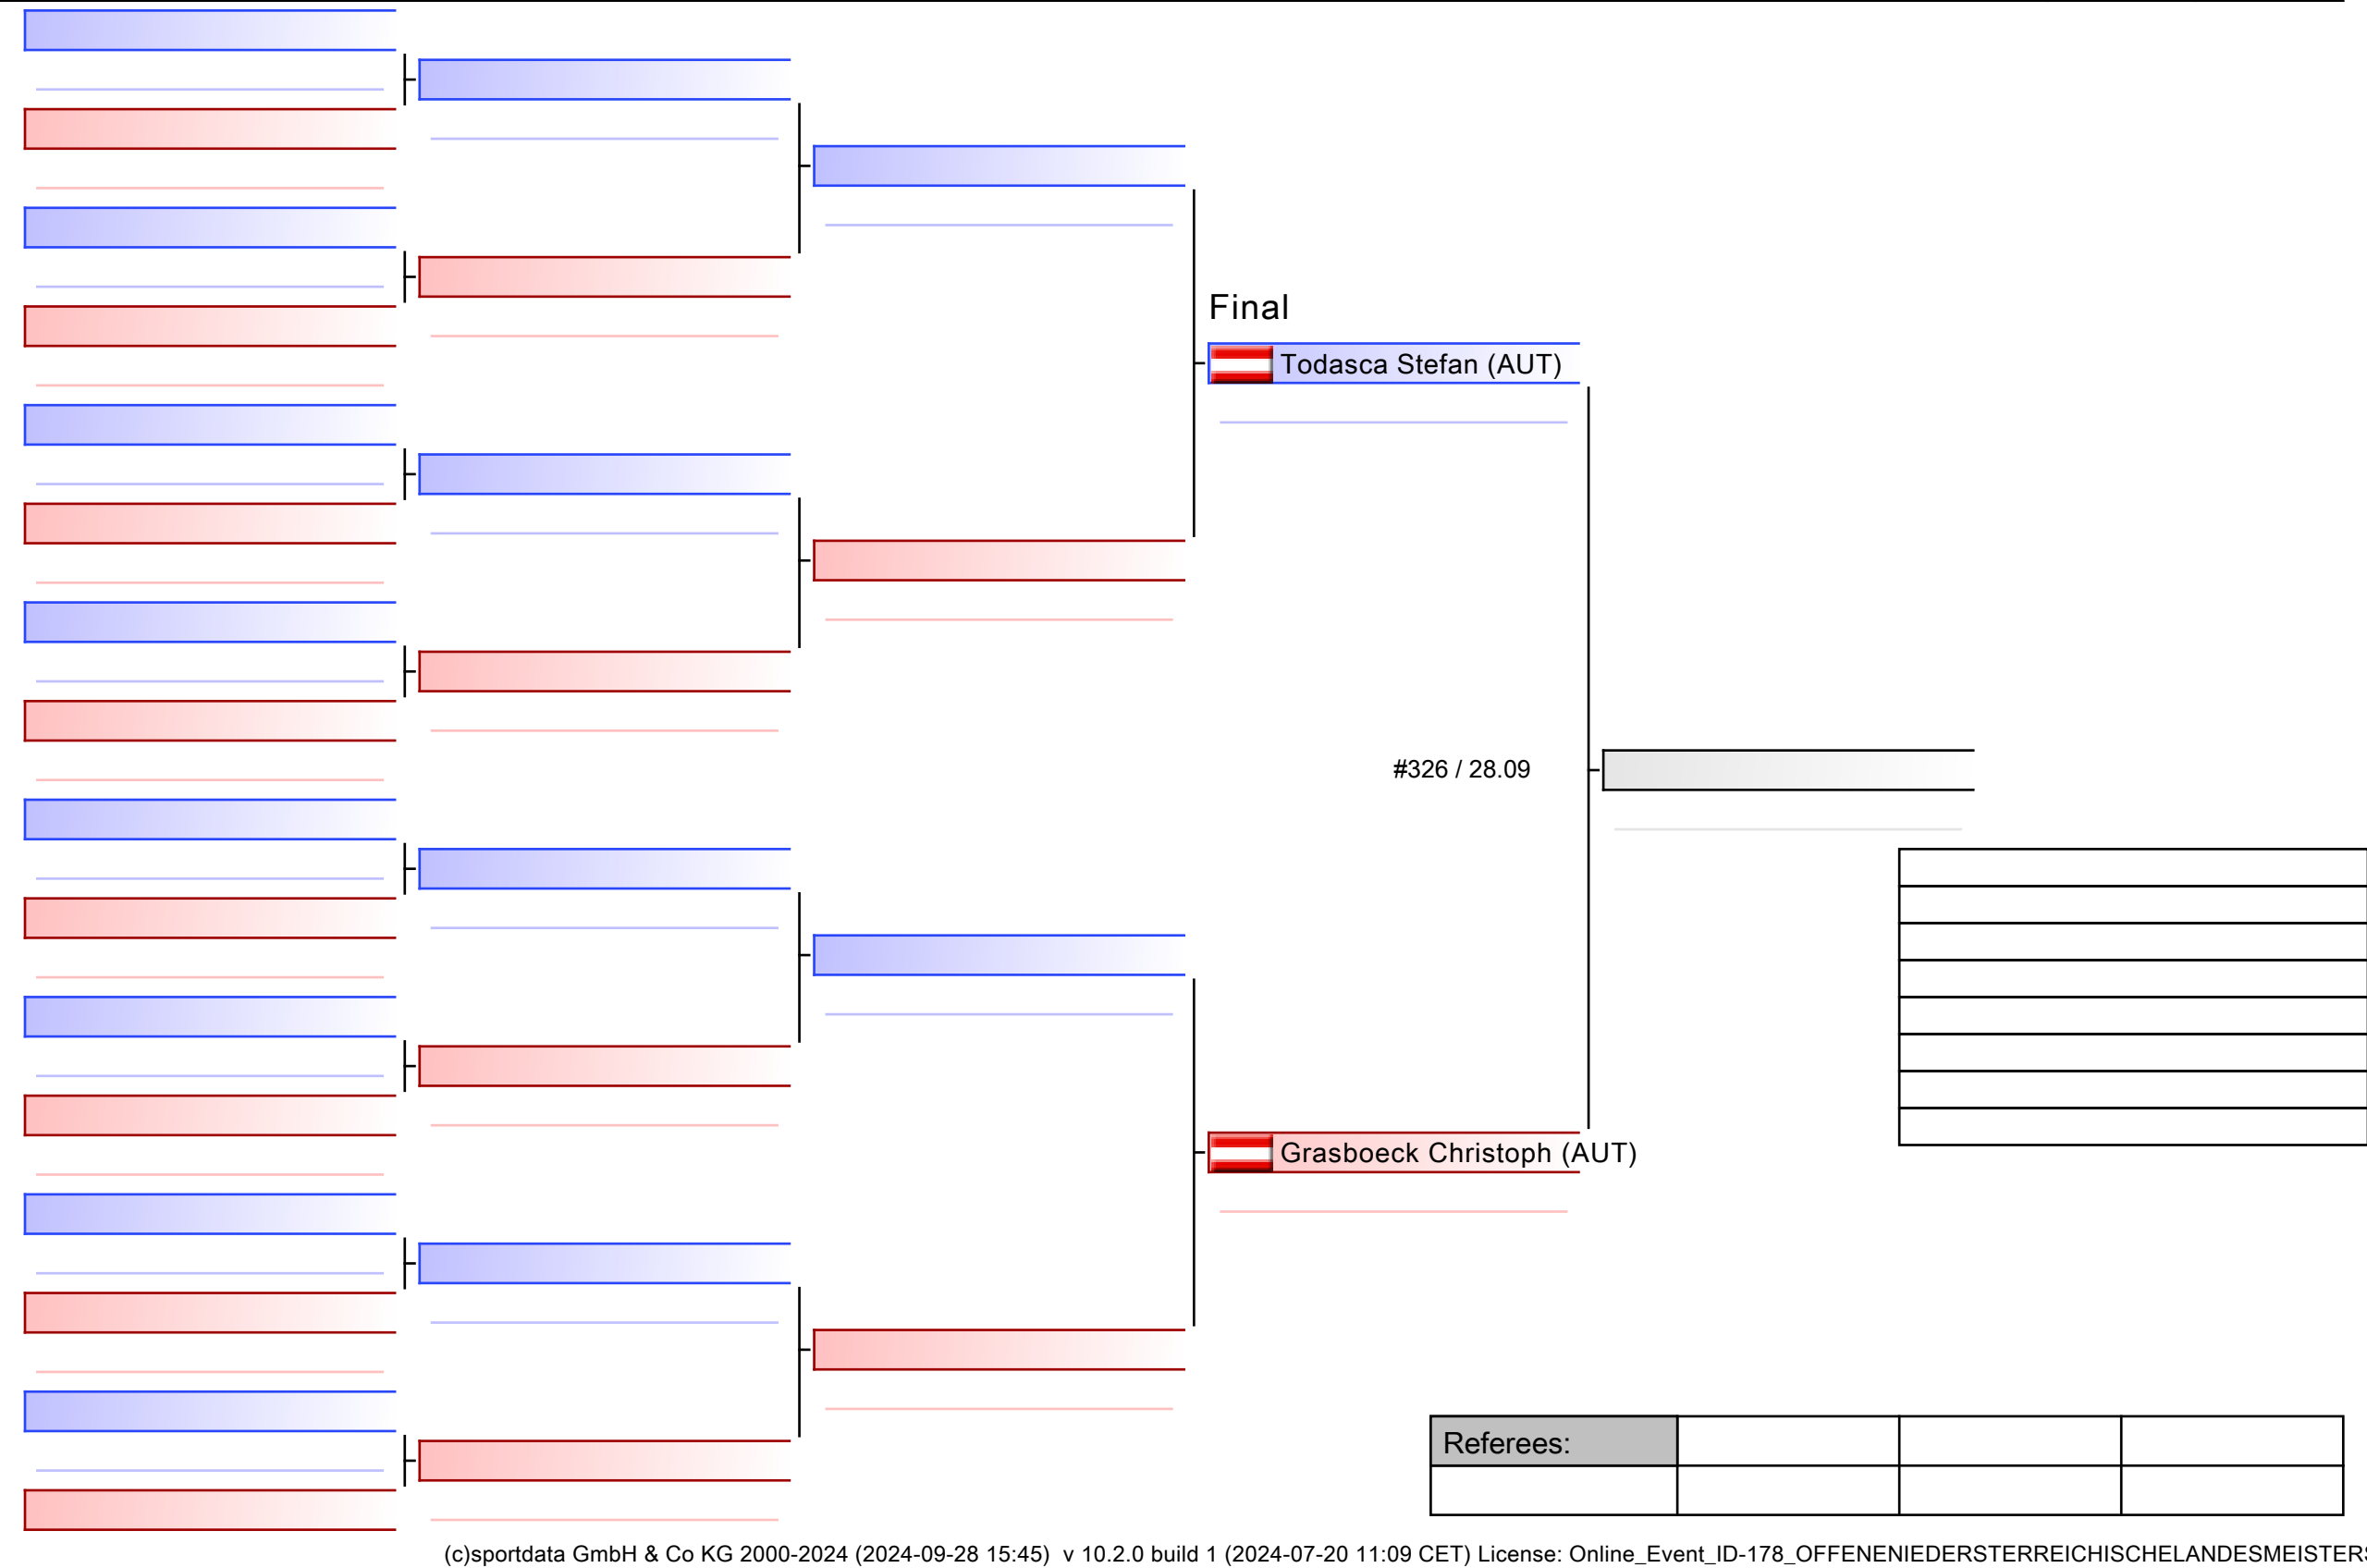 Final
Todasca Stefan (AUT)
#326 / 28.09
Grasboeck Christoph (AUT)
Referees:
(c)sportdata GmbH & Co KG 2000-2024 (2024-09-28 15:45) v 10.2.0 build 1 (2024-07-20 11:09 CET) License: Online_Event_ID-178_OFFENENIEDERSTERREICHISCHELANDESMEISTERS